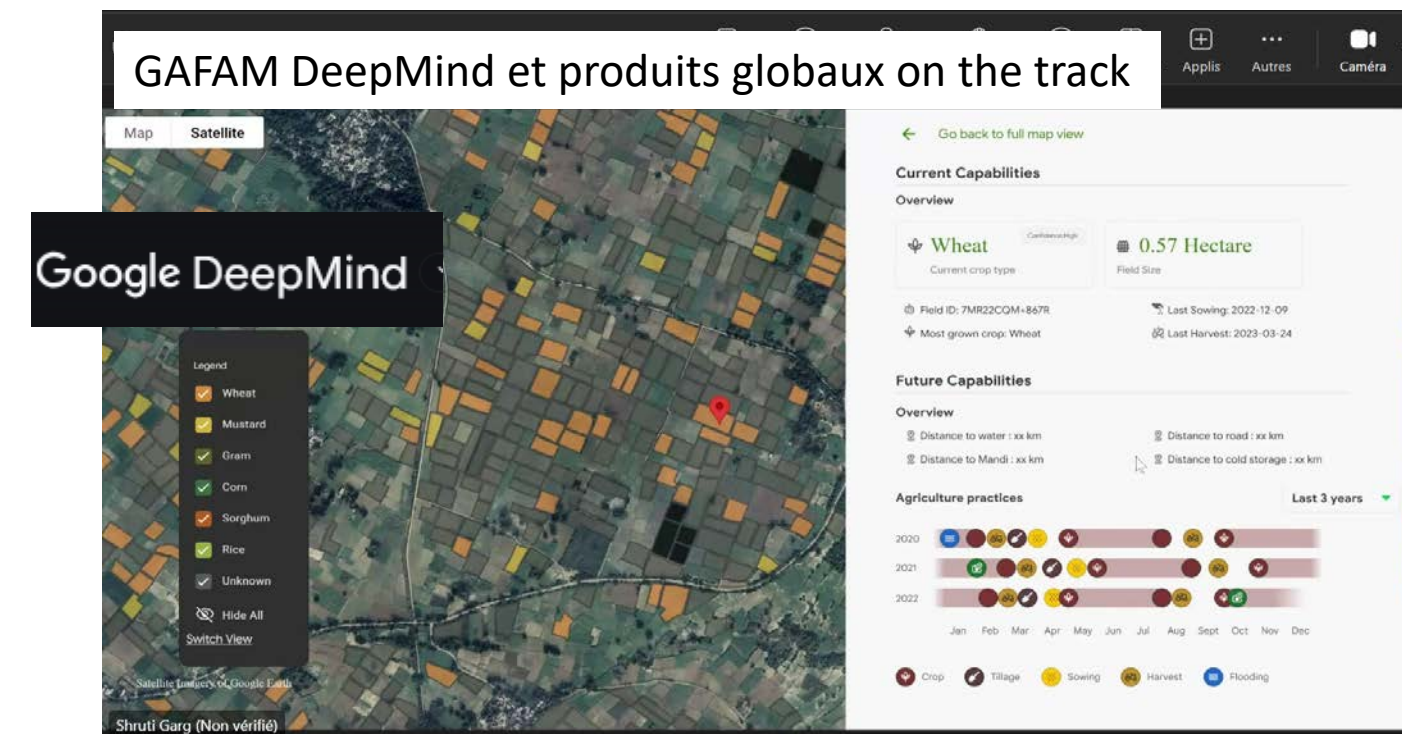 GAFAM DeepMind et produits globaux on the track
Applis
Autres
Caméra
Map
Satellite
Google DeepMind
Legend
Wheat
Mustard
Gram
Corn
Sorghum
Rice
Unknown
Hide All
Switch View
Satellite Imagery of Google Earth
Shruti Garg (Non vérifié)
Go back to full map view
Current Capabilities
Overview
Wheat
Confidence:High
Current crop type
0.57 Hectare
Field Size
Field ID: 7MR22CQM+867R
Last Sowing: 2022-12-09
Most grown crop: Wheat
Last Harvest: 2023-03-24
Future Capabilities
Overview
Distance to water : xx km
Distance to road : xx km
Distance to Mandi : xx km
Distance to cold storage : xx km
Agriculture practices
Last 3 years
2020
2021
2022
Jan Feb Mar Apr May Jun Jul Aug Sept Oct Nov Dec
Crop
Tillage
Sowing
Harvest
Flooding